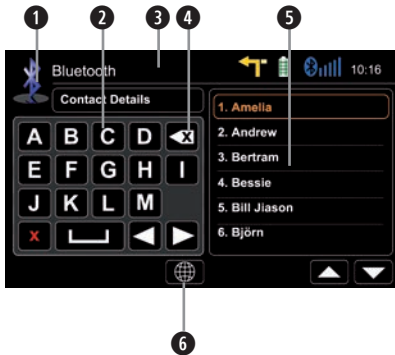 1 2 3 4 5
Bluetooth 10:16
Contact Details
A B C D
E F G H I
J K L M
x
1. Amelia
2. Andrew
3. Bertram
4. Bessie
5. Bill Jiason
6. Björn
6